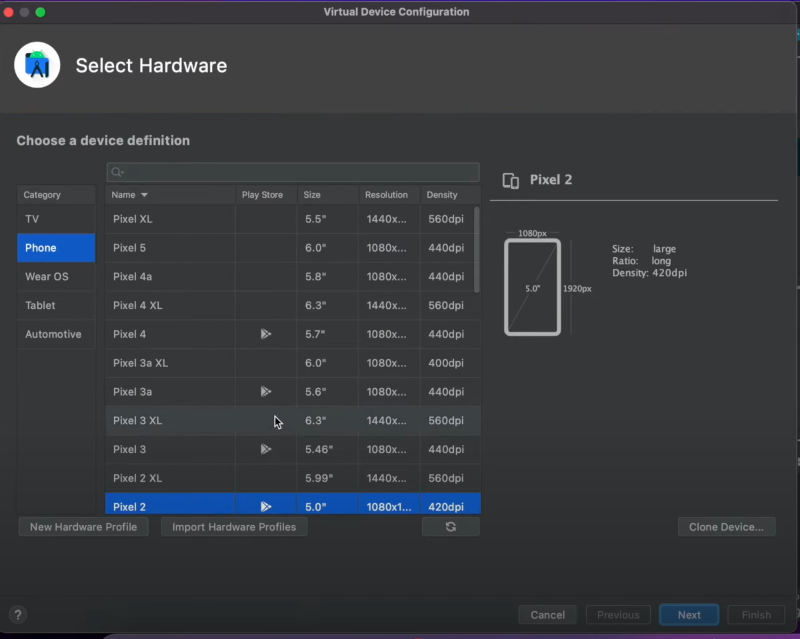 Virtual Device Configuration
Select Hardware
Choose a device definition
Category
TV
Phone
Wear OS
Tablet
Automotive
Name Play Store Size Resolution Density
Pixel XL 5.5" 1440x... 560dpi
Pixel 5 6.0" 1080x... 440dpi
Pixel 4a 5.8" 1080x... 440dpi
Pixel 4 XL 6.3" 1440x... 560dpi
Pixel 4 5.7" 1080x... 440dpi
Pixel 3a XL 6.0" 1080x... 400dpi
Pixel 3a 5.6" 1080x... 440dpi
Pixel 3 XL 6.3" 1440x... 560dpi
Pixel 3 5.46" 1080x... 440dpi
Pixel 2 XL 5.99" 1440x... 560dpi
Pixel 2 5.0" 1080x1... 420dpi
Pixel 2
1080px
5.0"
1920px
Size: large
Ratio: long
Density: 420dpi
New Hardware Profile Import Hardware Profiles Clone Device...
? Cancel Previous Next Finish